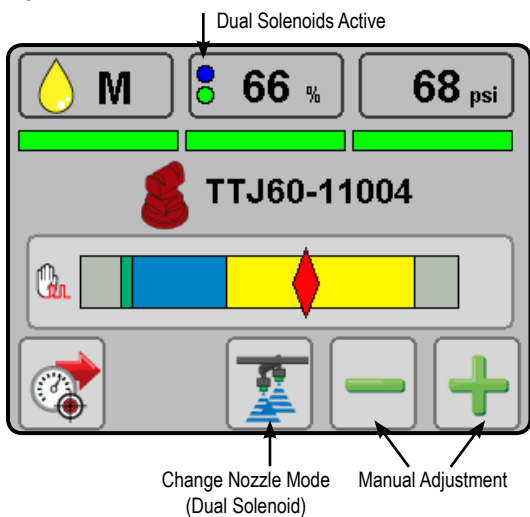 Dual Solenoids Active
M
66 %
68 psi
TTJ60-11004
Change Nozzle Mode
(Dual Solenoid)
Manual Adjustment